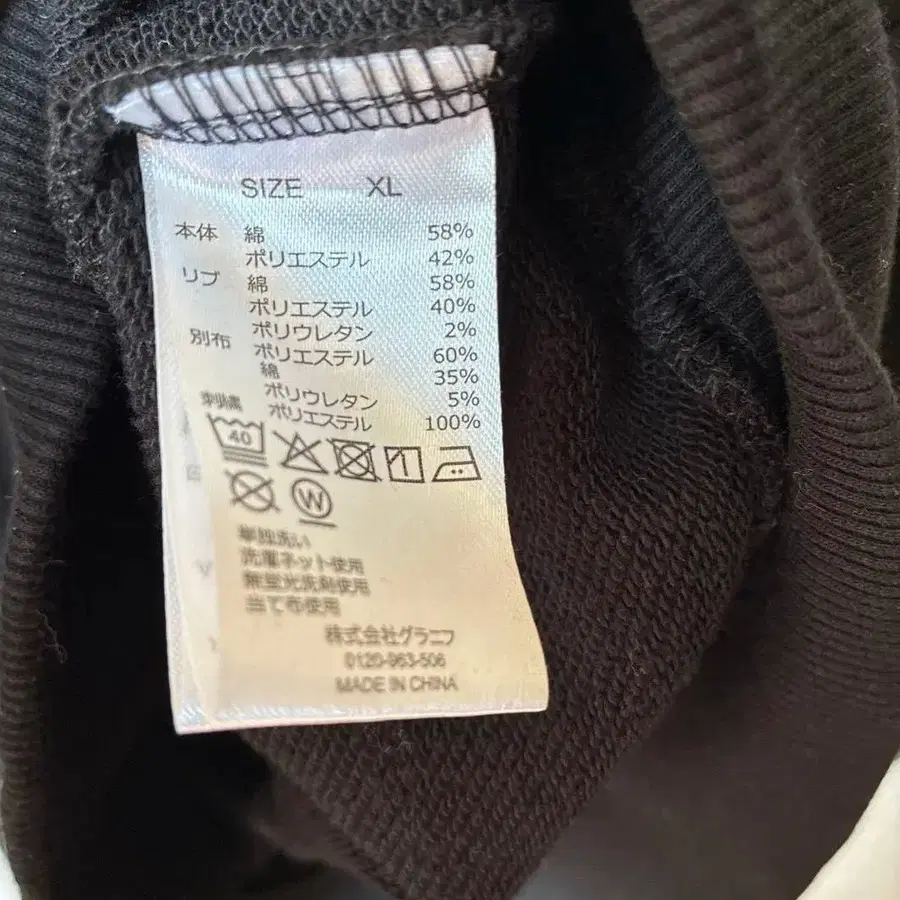 SIZE XL
本体 綿 58%
ポリエステル 42%
リブ 綿 58%
ポリエステル 40%
ポリウレタン 2%
別布 ポリエステル 60%
綿 35%
ポリウレタン 5%
刺しゅう糸 ポリエステル 100%
40
W
単独洗い
洗濯ネット使用
無蛍光洗剤使用
当て布使用
株式会社グラニフ
0120-963-506
MADE IN CHINA